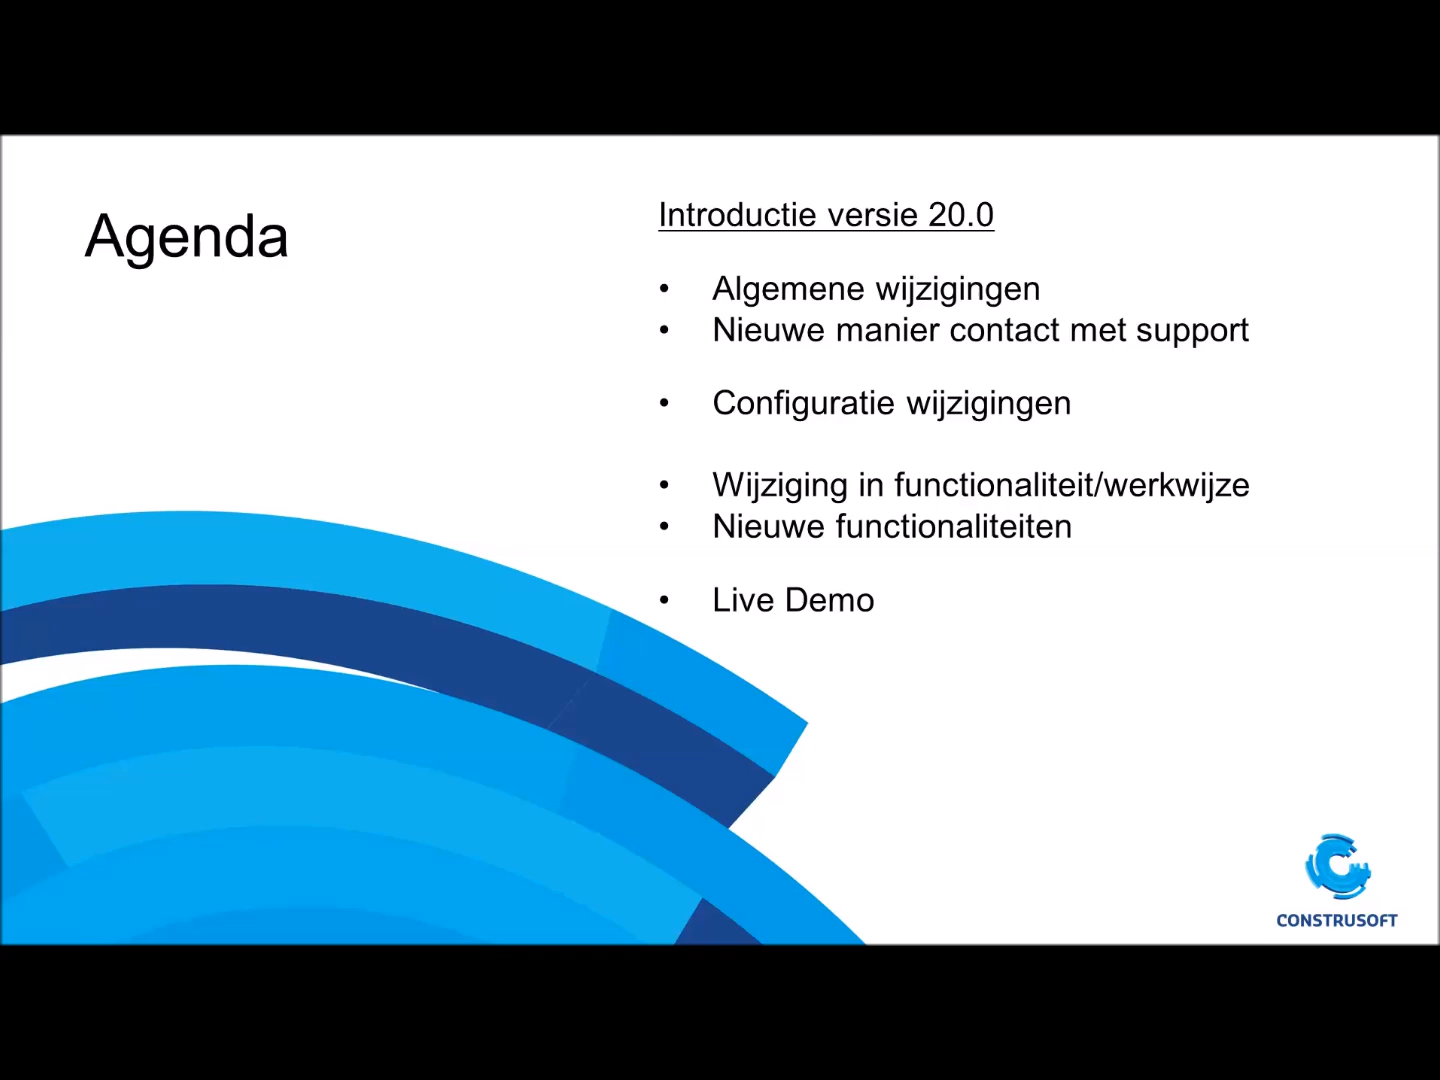 Agenda
Introductie versie 20.0
• Algemene wijzigingen
• Nieuwe manier contact met support
• Configuratie wijzigingen
• Wijziging in functionaliteit/werkwijze
• Nieuwe functionaliteiten
• Live Demo
CONSTRUSOFT